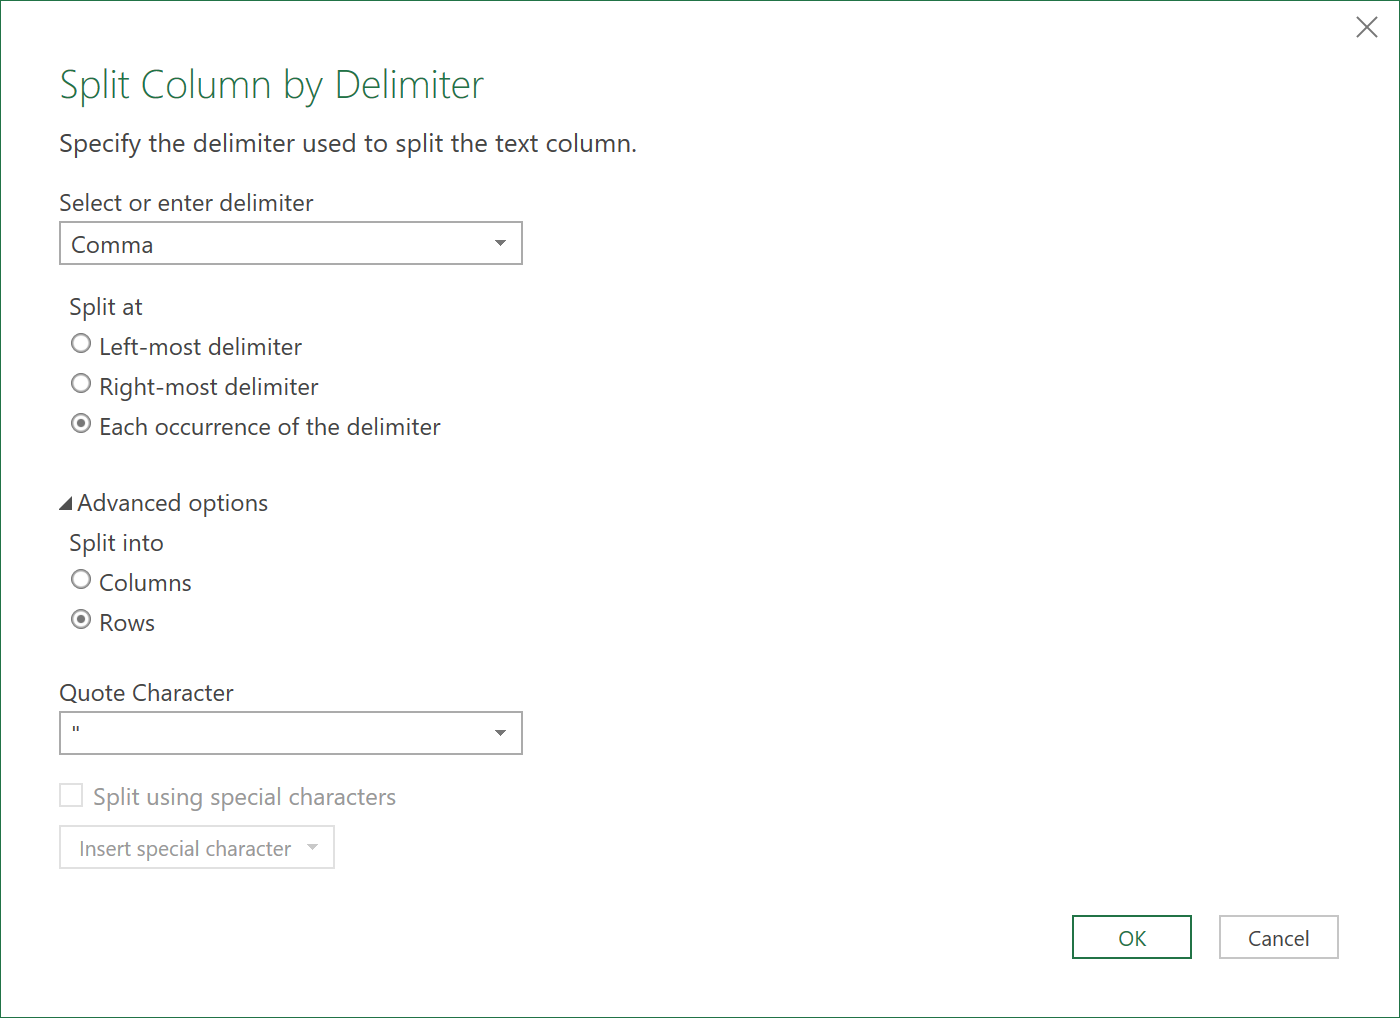 Split Column by Delimiter
Specify the delimiter used to split the text column.
Select or enter delimiter
Comma
Split at
Left-most delimiter
Right-most delimiter
Each occurrence of the delimiter
Advanced options
Split into
Columns
Rows
Quote Character
"
Split using special characters
Insert special character
OK
Cancel